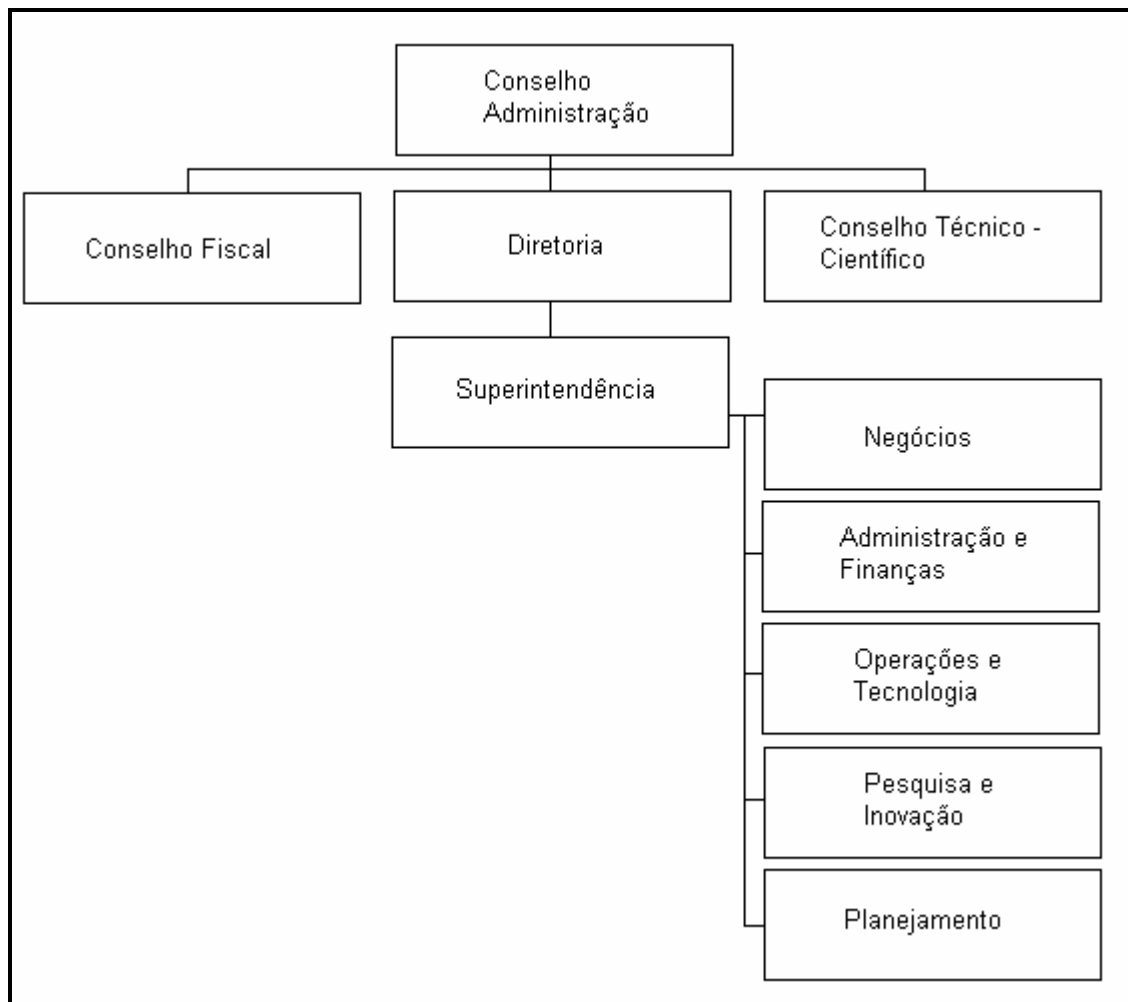 Conselho
Administração
Conselho Fiscal
Diretoria
Conselho Técnico -
Científico
Superintendência
Negócios
Administração e
Finanças
Operações e
Tecnologia
Pesquisa e
Inovação
Planejamento